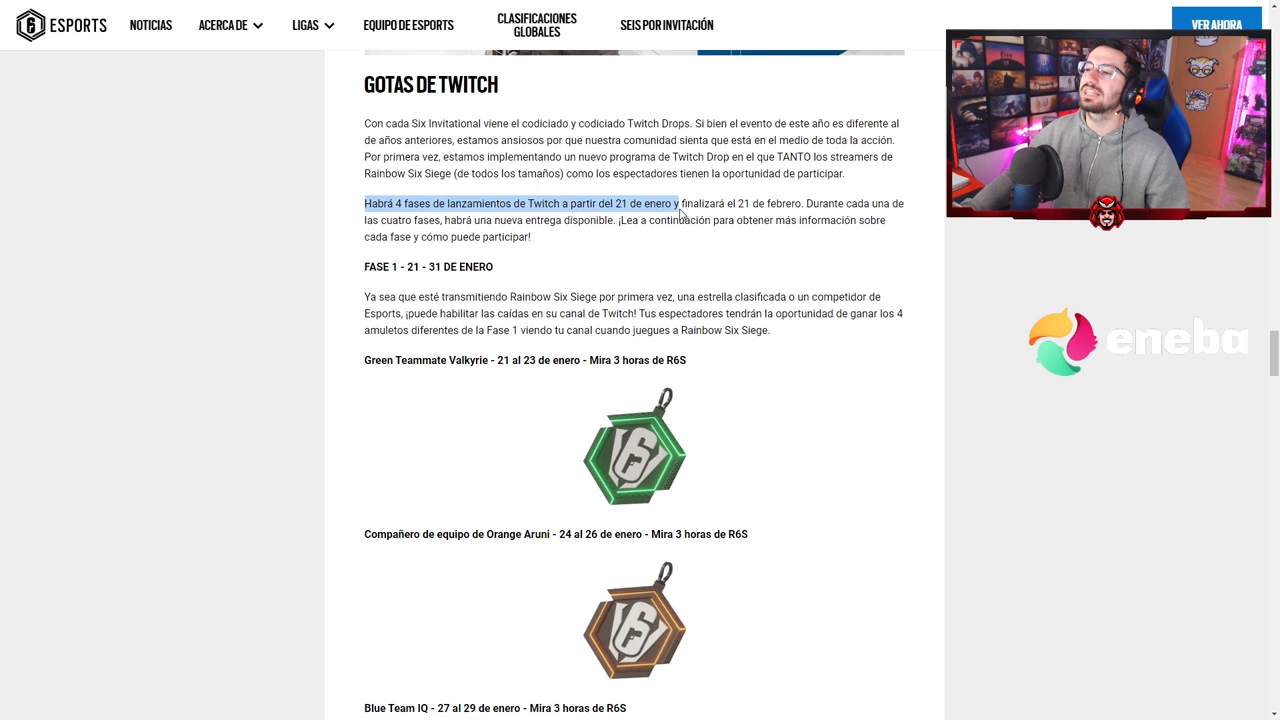 ESPORTS
NOTICIAS
ACERCA DE
LIGAS
EQUIPO DE ESPORTS
CLASIFICACIONES
GLOBALES
SEIS POR INVITACIÓN
VER AHORA
GOTAS DE TWITCH
Con cada Six Invitational viene el codiciado y codiciado Twitch Drops. Si bien el evento de este año es diferente al
de años anteriores, estamos ansiosos por que nuestra comunidad sienta que está en el medio de toda la acción.
Por primera vez, estamos implementando un nuevo programa de Twitch Drop en el que TANTO los streamers de
Rainbow Six Siege (de todos los tamaños) como los espectadores tienen la oportunidad de participar.
Habrá 4 fases de lanzamientos de Twitch a partir del 21 de enero y finalizará el 21 de febrero. Durante cada una de
las cuatro fases, habrá una nueva entrega disponible. ¡Lea a continuación para obtener más información sobre
cada fase y cómo puede participar!
FASE 1 - 21 - 31 DE ENERO
Ya sea que esté transmitiendo Rainbow Six Siege por primera vez, una estrella clasificada o un competidor de
Esports, ¡puede habilitar las caídas en su canal de Twitch! Tus espectadores tendrán la oportunidad de ganar los 4
amuletos diferentes de la Fase 1 viendo tu canal cuando juegues a Rainbow Six Siege.
Green Teammate Valkyrie - 21 al 23 de enero - Mira 3 horas de R6S
6
Compañero de equipo de Orange Aruni - 24 al 26 de enero - Mira 3 horas de R6S
6
Blue Team IQ - 27 al 29 de enero - Mira 3 horas de R6S
eneba